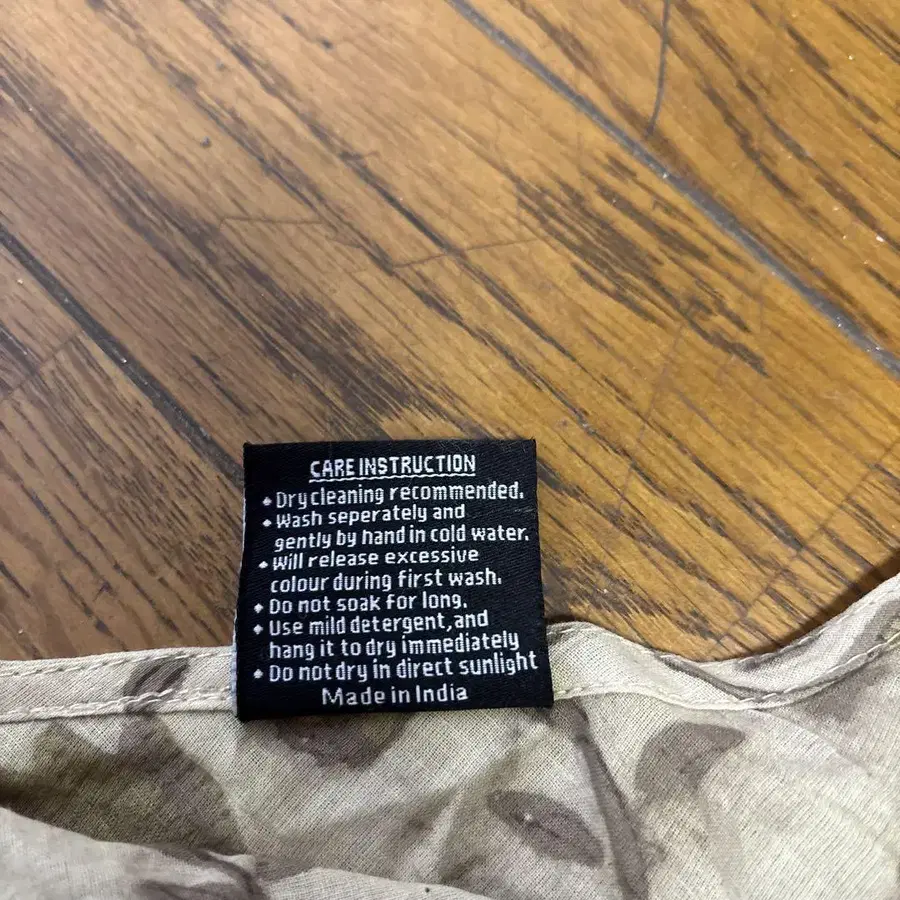 CARE INSTRUCTION
• Dry cleaning recommended.
• Wash seperately and
gently by hand in cold water.
• Will release excessive
colour during first wash.
• Do not soak for long.
• Use mild detergent,and
hang it to dry immediately
• Do not dry in direct sunlight
Made in India